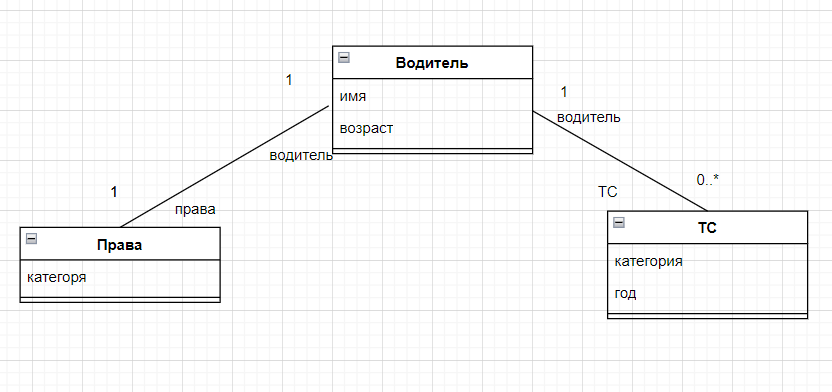 Водитель
имя
возраст
1
водитель
1
права
1
водитель
ТС
0..*
Права
категоря
ТС
категория
год